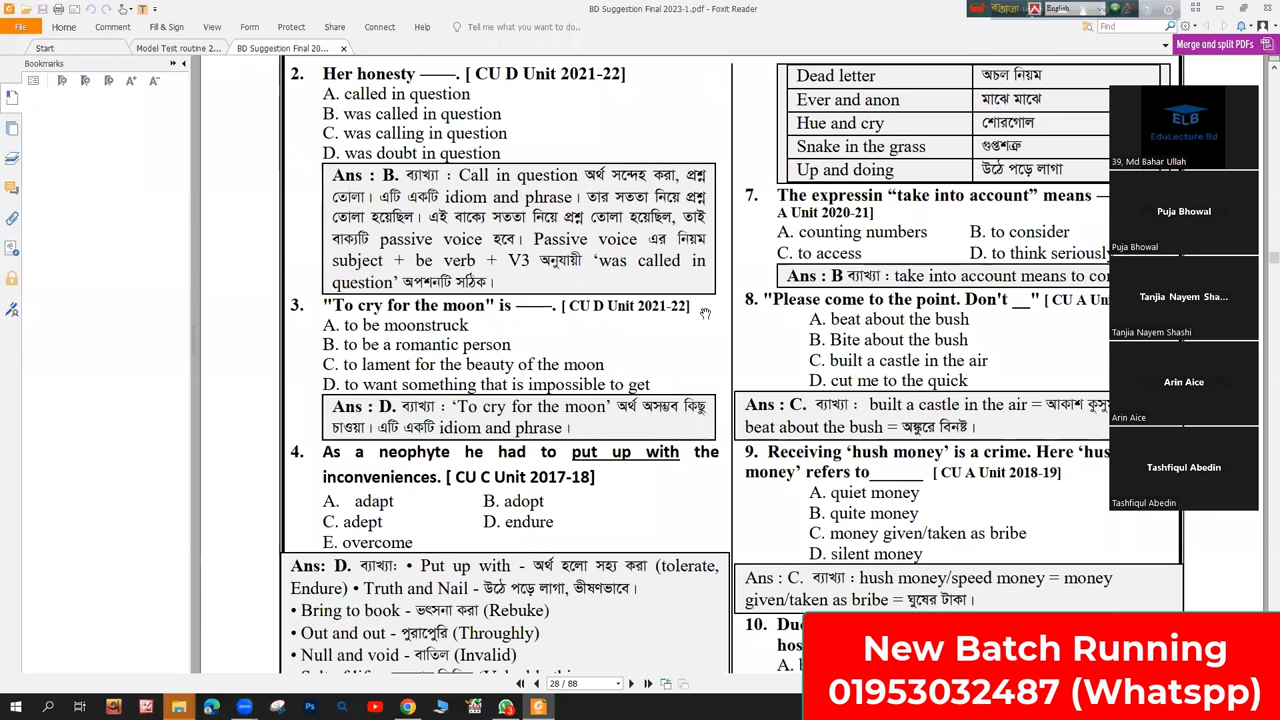 BD Suggestion Final 2023-1.pdf - Foxit Reader
English
File Home Comment Fill & Sign View Form Protect Share Connect Help Tell me what you want to do...
Find
Start
Model Test routine 2...
BD Suggestion Final 20...
Merge and split PDFs
Bookmarks
2. Her honesty ——. [ CU D Unit 2021-22]
A. called in question
B. was called in question
C. was calling in question
D. was doubt in question
Ans : B. ব্যাখ্যা : Call in question অর্থ সন্দেহ করা, প্রশ্ন
তোলা। এটি একটি idiom and phrase। তার সততা নিয়ে প্রশ্ন
তোলা হয়েছিল। এই বাক্যে সততা নিয়ে প্রশ্ন তোলা হয়েছিল, তাই
বাক্যটি passive voice হবে। Passive voice এর নিয়ম
subject + be verb + V3 অনুযায়ী ‘was called in
question’ অপশনটি সঠিক।
3. "To cry for the moon" is ——. [ CU D Unit 2021-22]
A. to be moonstruck
B. to be a romantic person
C. to lament for the beauty of the moon
D. to want something that is impossible to get
Ans : D. ব্যাখ্যা : ‘To cry for the moon’ অর্থ অসম্ভব কিছু
চাওয়া। এটি একটি idiom and phrase।
4. As a neophyte he had to put up with the
inconveniences. [ CU C Unit 2017-18]
A. adapt B. adopt
C. adept D. endure
E. overcome
Ans: D. ব্যাখ্যা: • Put up with - অর্থ হলো সহ্য করা (tolerate,
Endure) • Truth and Nail - উঠে পড়ে লাগা, ভীষণভাবে।
• Bring to book - ভৎসনা করা (Rebuke)
• Out and out - পুরাপুরি (Throughly)
• Null and void - বাতিল (Invalid)
Dead letter অচল নিয়ম
Ever and anon মাঝে মাঝে
Hue and cry শোরগোল
Snake in the grass গুপ্তশত্রু
Up and doing উঠে পড়ে লাগা
7. The expressin “take into account” means —
A Unit 2020-21]
A. counting numbers B. to consider
C. to access D. to think seriously
Ans : B ব্যাখ্যা : take into account means to co
8. "Please come to the point. Don't __" [ CU A Un
A. beat about the bush
B. Bite about the bush
C. built a castle in the air
D. cut me to the quick
Ans : C. ব্যাখ্যা : built a castle in the air = আকাশ কুসু
beat about the bush = অঙ্কুরে বিনষ্ট।
9. Receiving ‘hush money’ is a crime. Here ‘hus
money’ refers to______ [ CU A Unit 2018-19]
A. quiet money
B. quite money
C. money given/taken as bribe
D. silent money
Ans : C. ব্যাখ্যা : hush money/speed money = money
given/taken as bribe = ঘুষের টাকা।
10. Du
hos
ELB
EduLecture Bd
39, Md Bahar Ullah
Puja Bhowal
Puja Bhowal
Tanjia Nayem Sha...
Tanjia Nayem Shashi
Arin Aice
Arin Aice
Tashfiqul Abedin
Tashfiqul Abedin
28 / 88
New Batch Running
01953032487 (Whatspp)